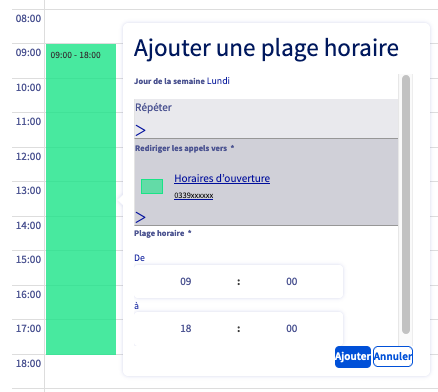 08:00
09:00
10:00
11:00
12:00
13:00
14:00
15:00
16:00
17:00
18:00
09:00 - 18:00
Ajouter une plage horaire
Jour de la semaine Lundi
Répéter
Rediriger les appels vers *
Horaires d'ouverture
0339xxxxxx
Plage horaire *
De
09 : 00
à
18 : 00
Ajouter Annuler